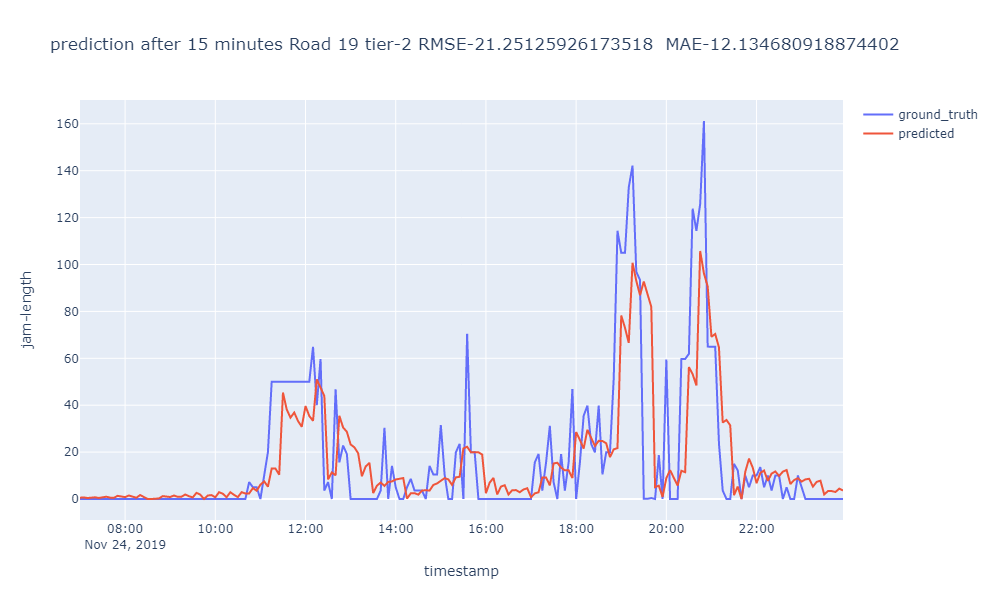 prediction after 15 minutes Road 19 tier-2 RMSE-21.25125926173518  MAE-12.134680918874402
ground_truth
predicted
160
140
120
100
80
60
40
20
0
jam-length
08:00 10:00 12:00 14:00 16:00 18:00 20:00 22:00
Nov 24, 2019
timestamp